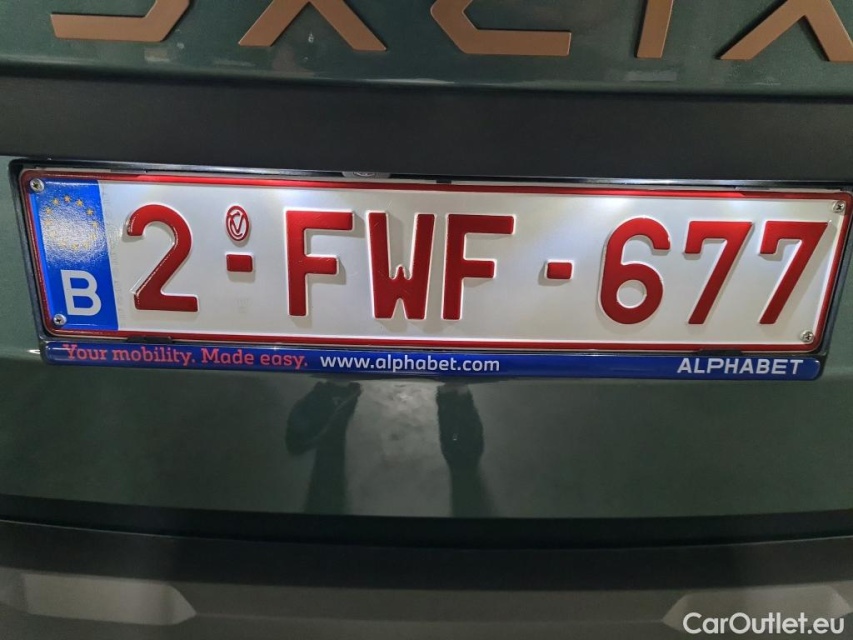 B
2-FWF-677
Your mobility. Made easy. www.alphabet.com ALPHABET
CarOutlet.eu